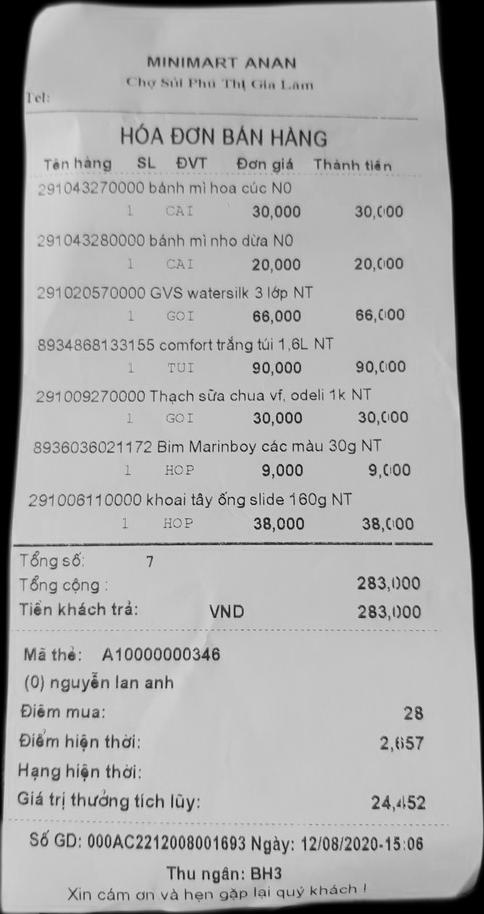 MINIMART ANAN
Chợ Sủi Phú Thị Gia Lâm
Tel:
HÓA ĐƠN BÁN HÀNG
Tên hàng SL ĐVT Đơn giá Thành tiền
291043270000 bánh mì hoa cúc N0
1 CAI 30,000 30,000
291043280000 bánh mì nho dừa N0
1 CAI 20,000 20,000
291020570000 GVS watersilk 3 lớp NT
1 GOI 66,000 66,000
8934868133155 comfort trắng túi 1,6L NT
1 TUI 90,000 90,000
291009270000 Thạch sữa chua vf, odeli 1k NT
1 GOI 30,000 30,000
8936036021172 Bim Marinboy các màu 30g NT
1 HOP 9,000 9,000
291006110000 khoai tây ống slide 160g NT
1 HOP 38,000 38,000
Tổng số: 7
Tổng cộng : 283,000
Tiền khách trả: VND 283,000
Mã thẻ: A10000000346
(0) nguyễn lan anh
Điểm mua: 28
Điểm hiện thời: 2,657
Hạng hiện thời:
Giá trị thưởng tích lũy: 24,452
Số GD: 000AC2212008001693 Ngày: 12/08/2020-15:06
Thu ngân: BH3
Xin cám ơn và hẹn gặp lại quý khách !